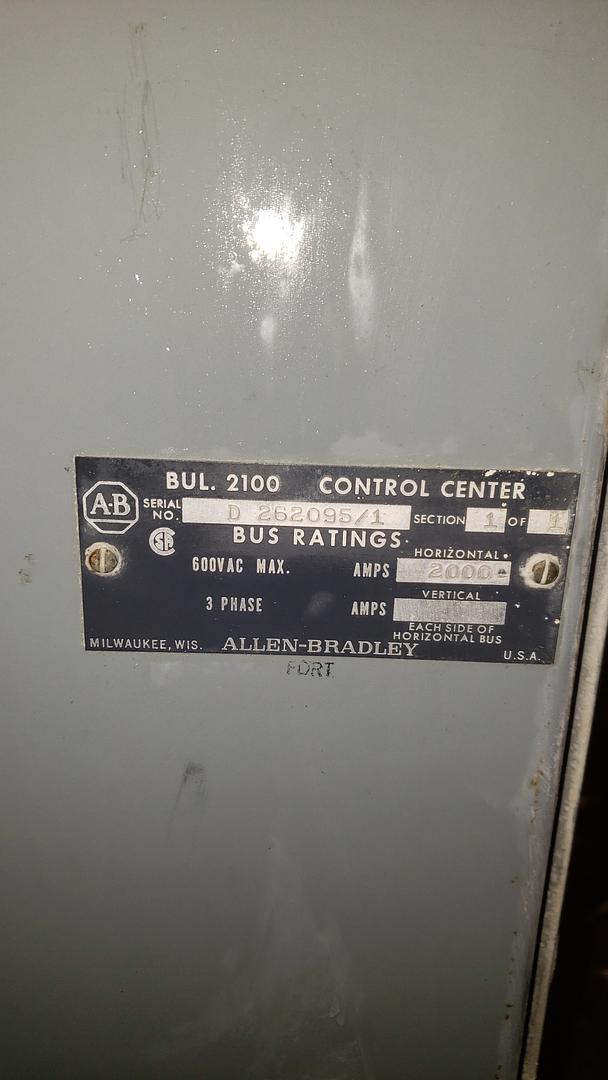 BUL. 2100 CONTROL CENTER
A-B SERIAL NO. D 262095/1 SECTION 1 OF 1
BUS RATINGS
HORIZONTAL
600VAC MAX. AMPS 2000
VERTICAL
3 PHASE AMPS
EACH SIDE OF
HORIZONTAL BUS
MILWAUKEE, WIS. ALLEN-BRADLEY U.S.A.